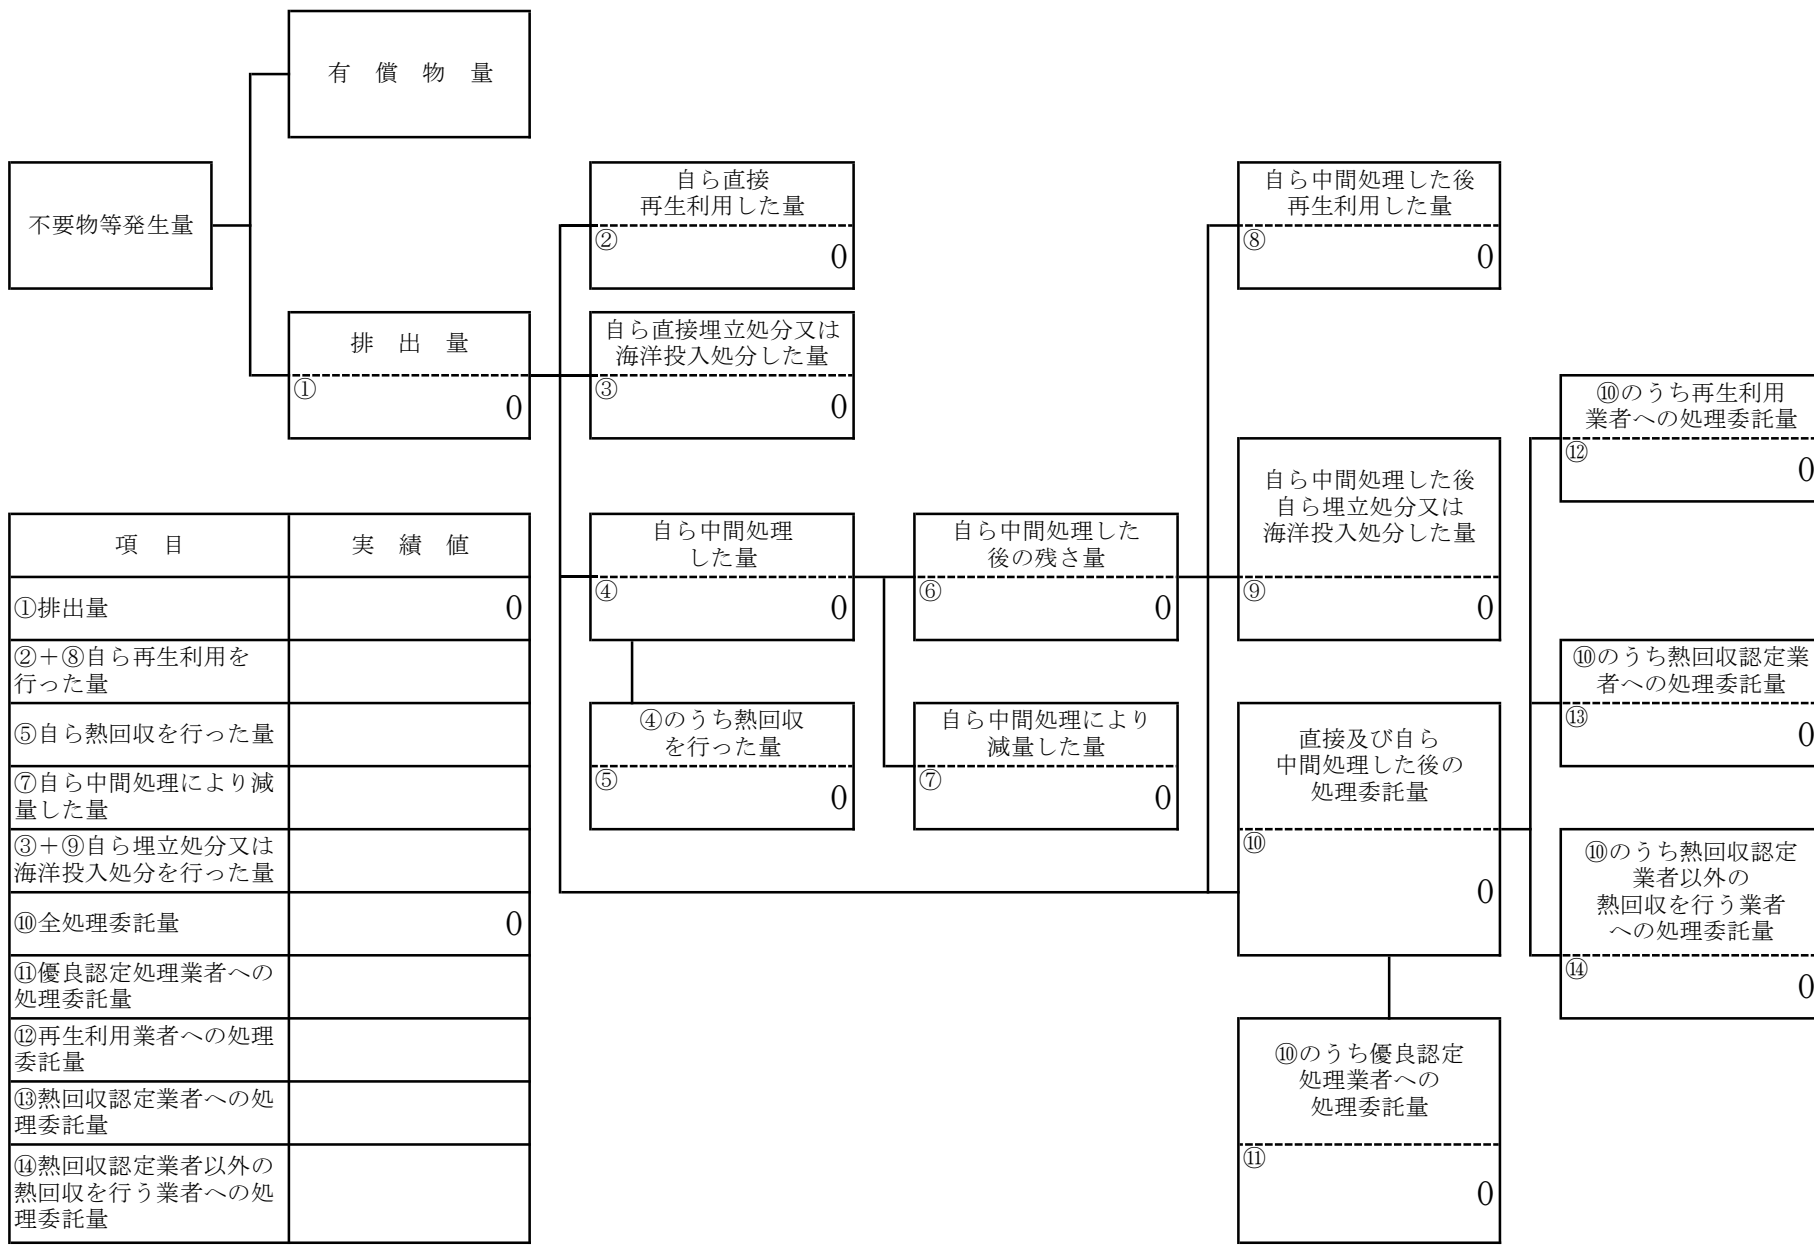 有　償　物　量
不要物等発生量
排　出　量
①
0
自ら直接
再生利用した量
②
0
自ら直接埋立処分又は
海洋投入処分した量
③
0
自ら中間処理
した量
④
0
④のうち熱回収
を行った量
⑤
0
自ら中間処理した
後の残さ量
⑥
0
自ら中間処理により
減量した量
⑦
0
自ら中間処理した後
再生利用した量
⑧
0
自ら中間処理した後
自ら埋立処分又は
海洋投入処分した量
⑨
0
直接及び自ら
中間処理した後の
処理委託量
⑩
0
⑩のうち優良認定
処理業者への
処理委託量
⑪
0
⑩のうち再生利用
業者への処理委託量
⑫
0
⑩のうち熱回収認定業
者への処理委託量
⑬
0
⑩のうち熱回収認定
業者以外の
熱回収を行う業者
への処理委託量
⑭
0
項　目　実　績　値
①排出量　0
②＋⑧自ら再生利用を
行った量
⑤自ら熱回収を行った量
⑦自ら中間処理により減
量した量
③＋⑨自ら埋立処分又は
海洋投入処分を行った量
⑩全処理委託量　0
⑪優良認定処理業者への
処理委託量
⑫再生利用業者への処理
委託量
⑬熱回収認定業者への処
理委託量
⑭熱回収認定業者以外の
熱回収を行う業者への処
理委託量